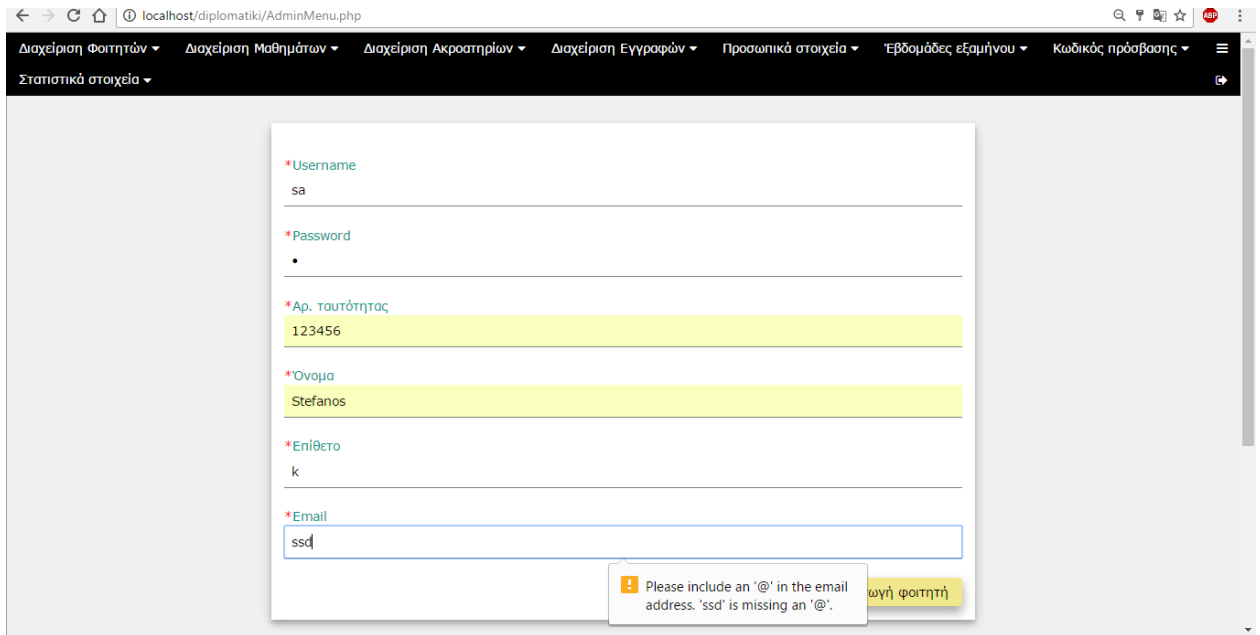 localhost/diplomatiki/AdminMenu.php
ABP
Διαχείριση Φοιτητών Διαχείριση Μαθημάτων Διαχείριση Ακροατηρίων Διαχείριση Εγγραφών Προσωπικά στοιχεία Έβδομάδες εξαμήνου Κωδικός πρόσβασης
Στατιστικά στοιχεία
*Username
sa
*Password
•
*Αρ. ταυτότητας
123456
*Όνομα
Stefanos
*Επίθετο
k
*Email
ssd
Please include an '@' in the email
address. 'ssd' is missing an '@'.
φοιτητή